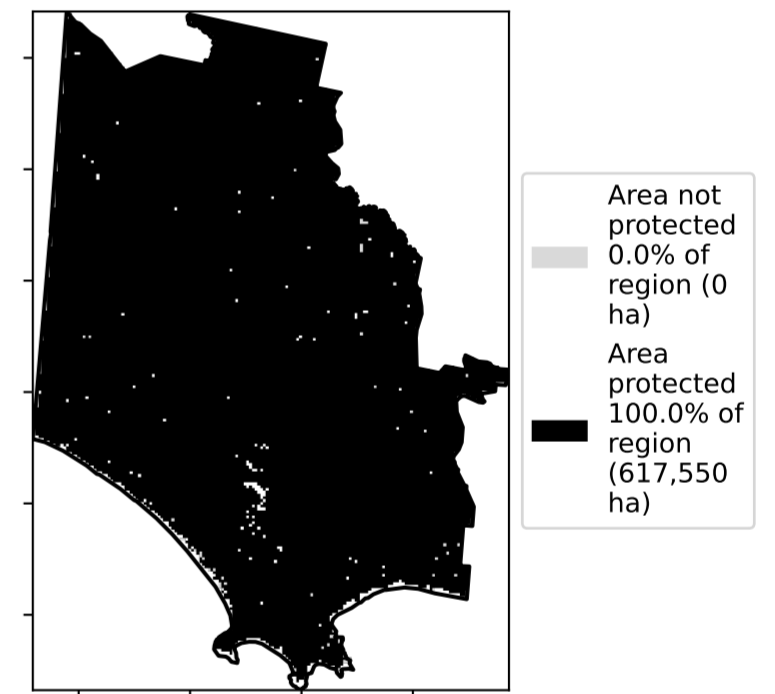 Area not
protected
0.0% of
region (0
ha)
Area
protected
100.0% of
region
(617,550
ha)